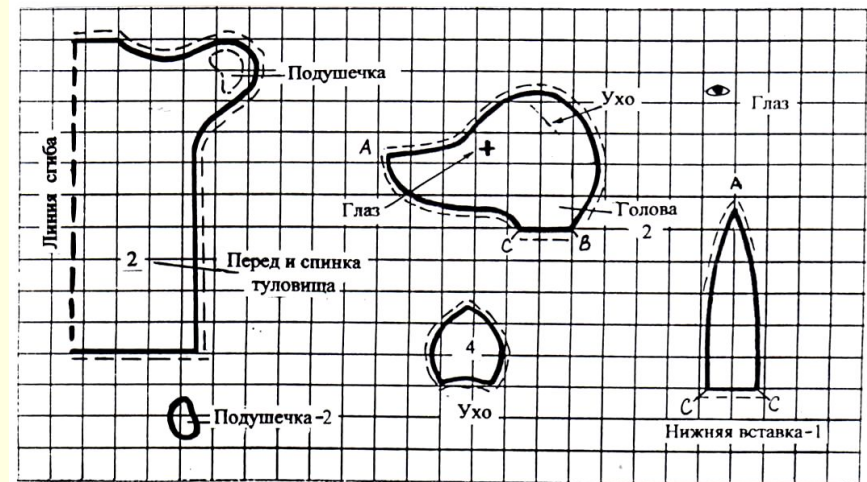 Подушечка
Линия сгиба
2
Перед и спинка
туловища
Подушечка-2
A
Ухо
Глаз
Голова
2
C
B
4
Ухо
Глаз
A
C
C
Нижняя вставка-1